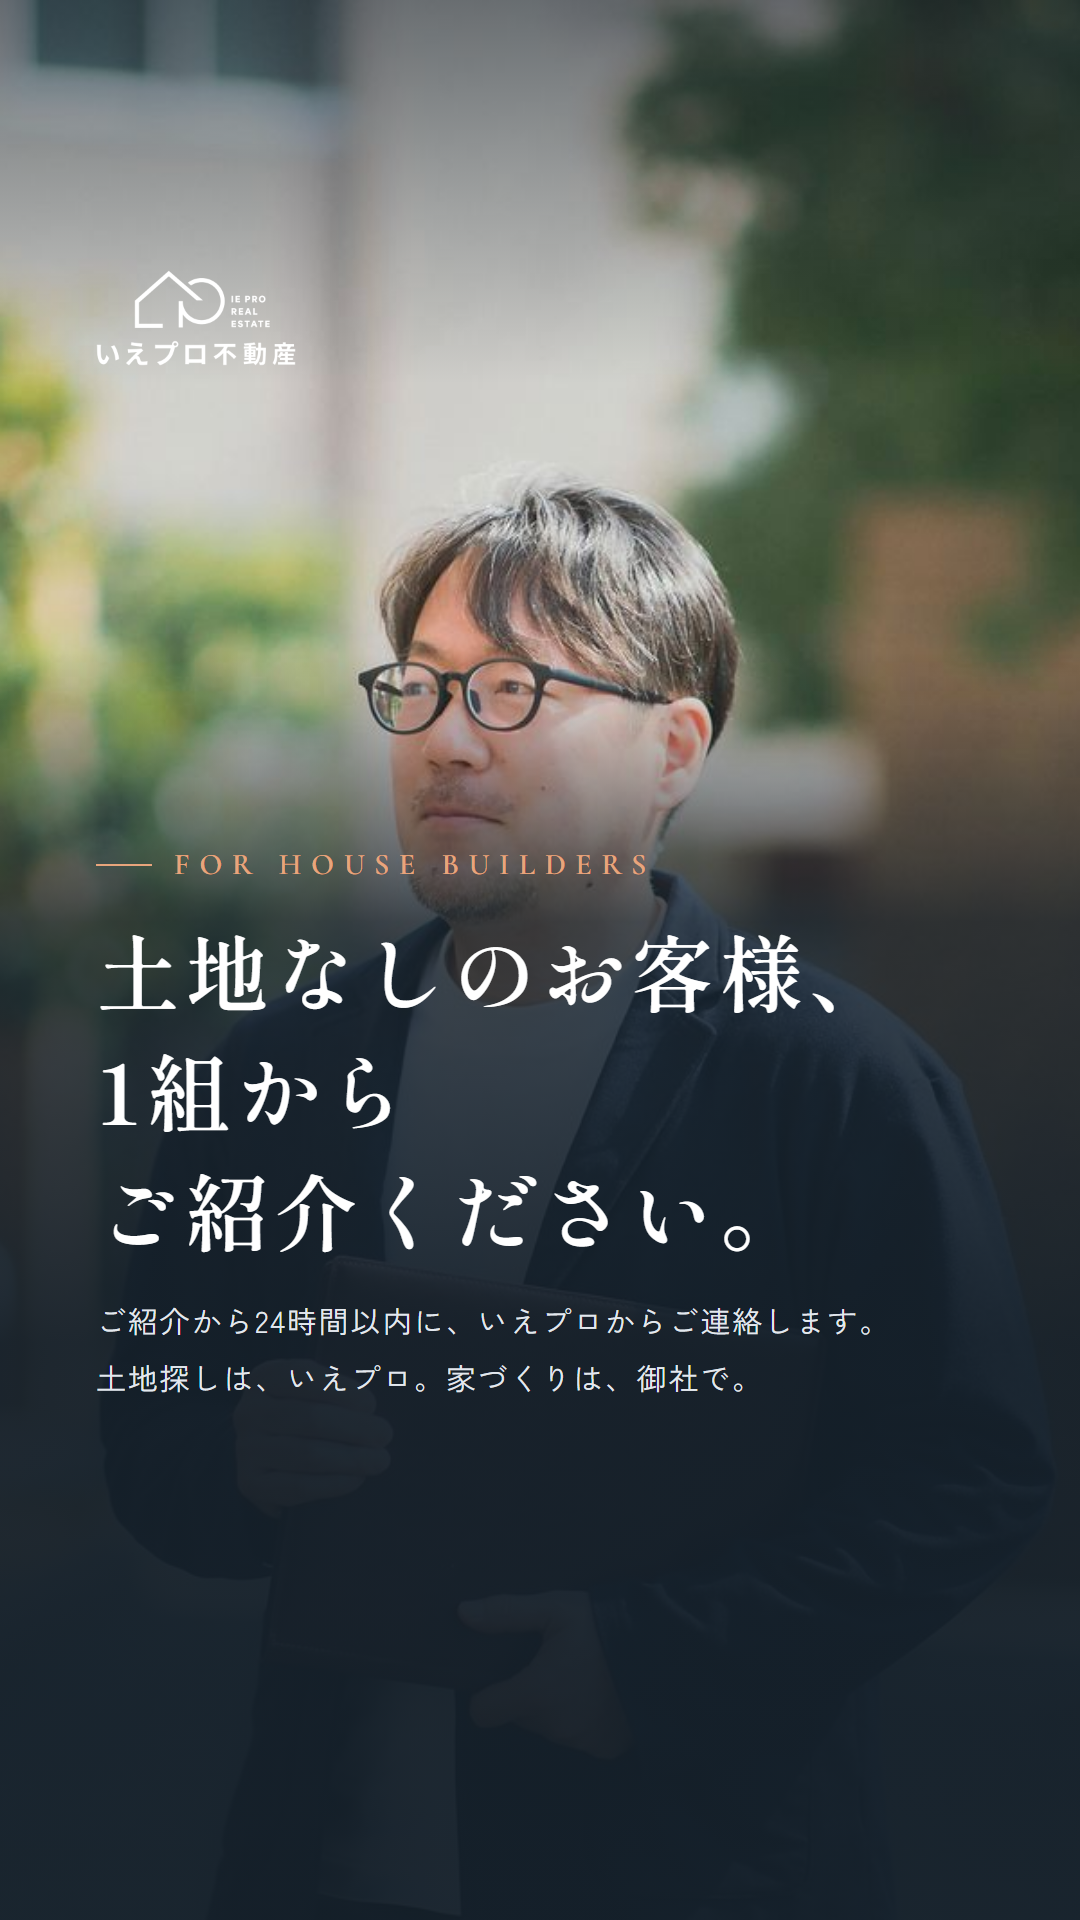 IE PRO
REAL
ESTATE
いえプロ不動産
FOR HOUSE BUILDERS
土地なしのお客様、
1組から
ご紹介ください。
ご紹介から24時間以内に、いえプロからご連絡します。
土地探しは、いえプロ。家づくりは、御社で。